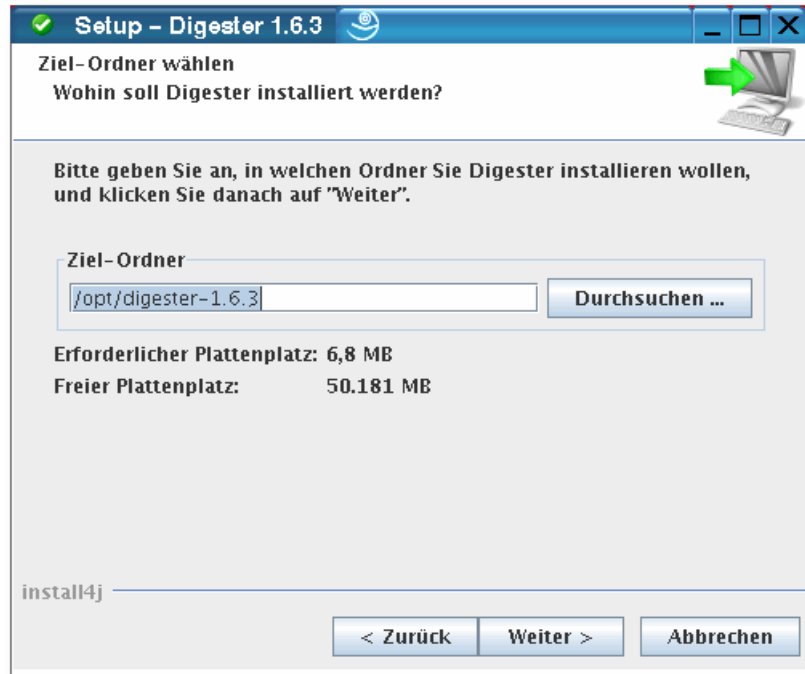 Setup – Digester 1.6.3
Ziel-Ordner wählen
Wohin soll Digester installiert werden?
Bitte geben Sie an, in welchen Ordner Sie Digester installieren wollen,
und klicken Sie danach auf "Weiter".
Ziel-Ordner
/opt/digester-1.6.3
Durchsuchen ...
Erforderlicher Plattenplatz: 6,8 MB
Freier Plattenplatz: 50.181 MB
install4j
< Zurück
Weiter >
Abbrechen